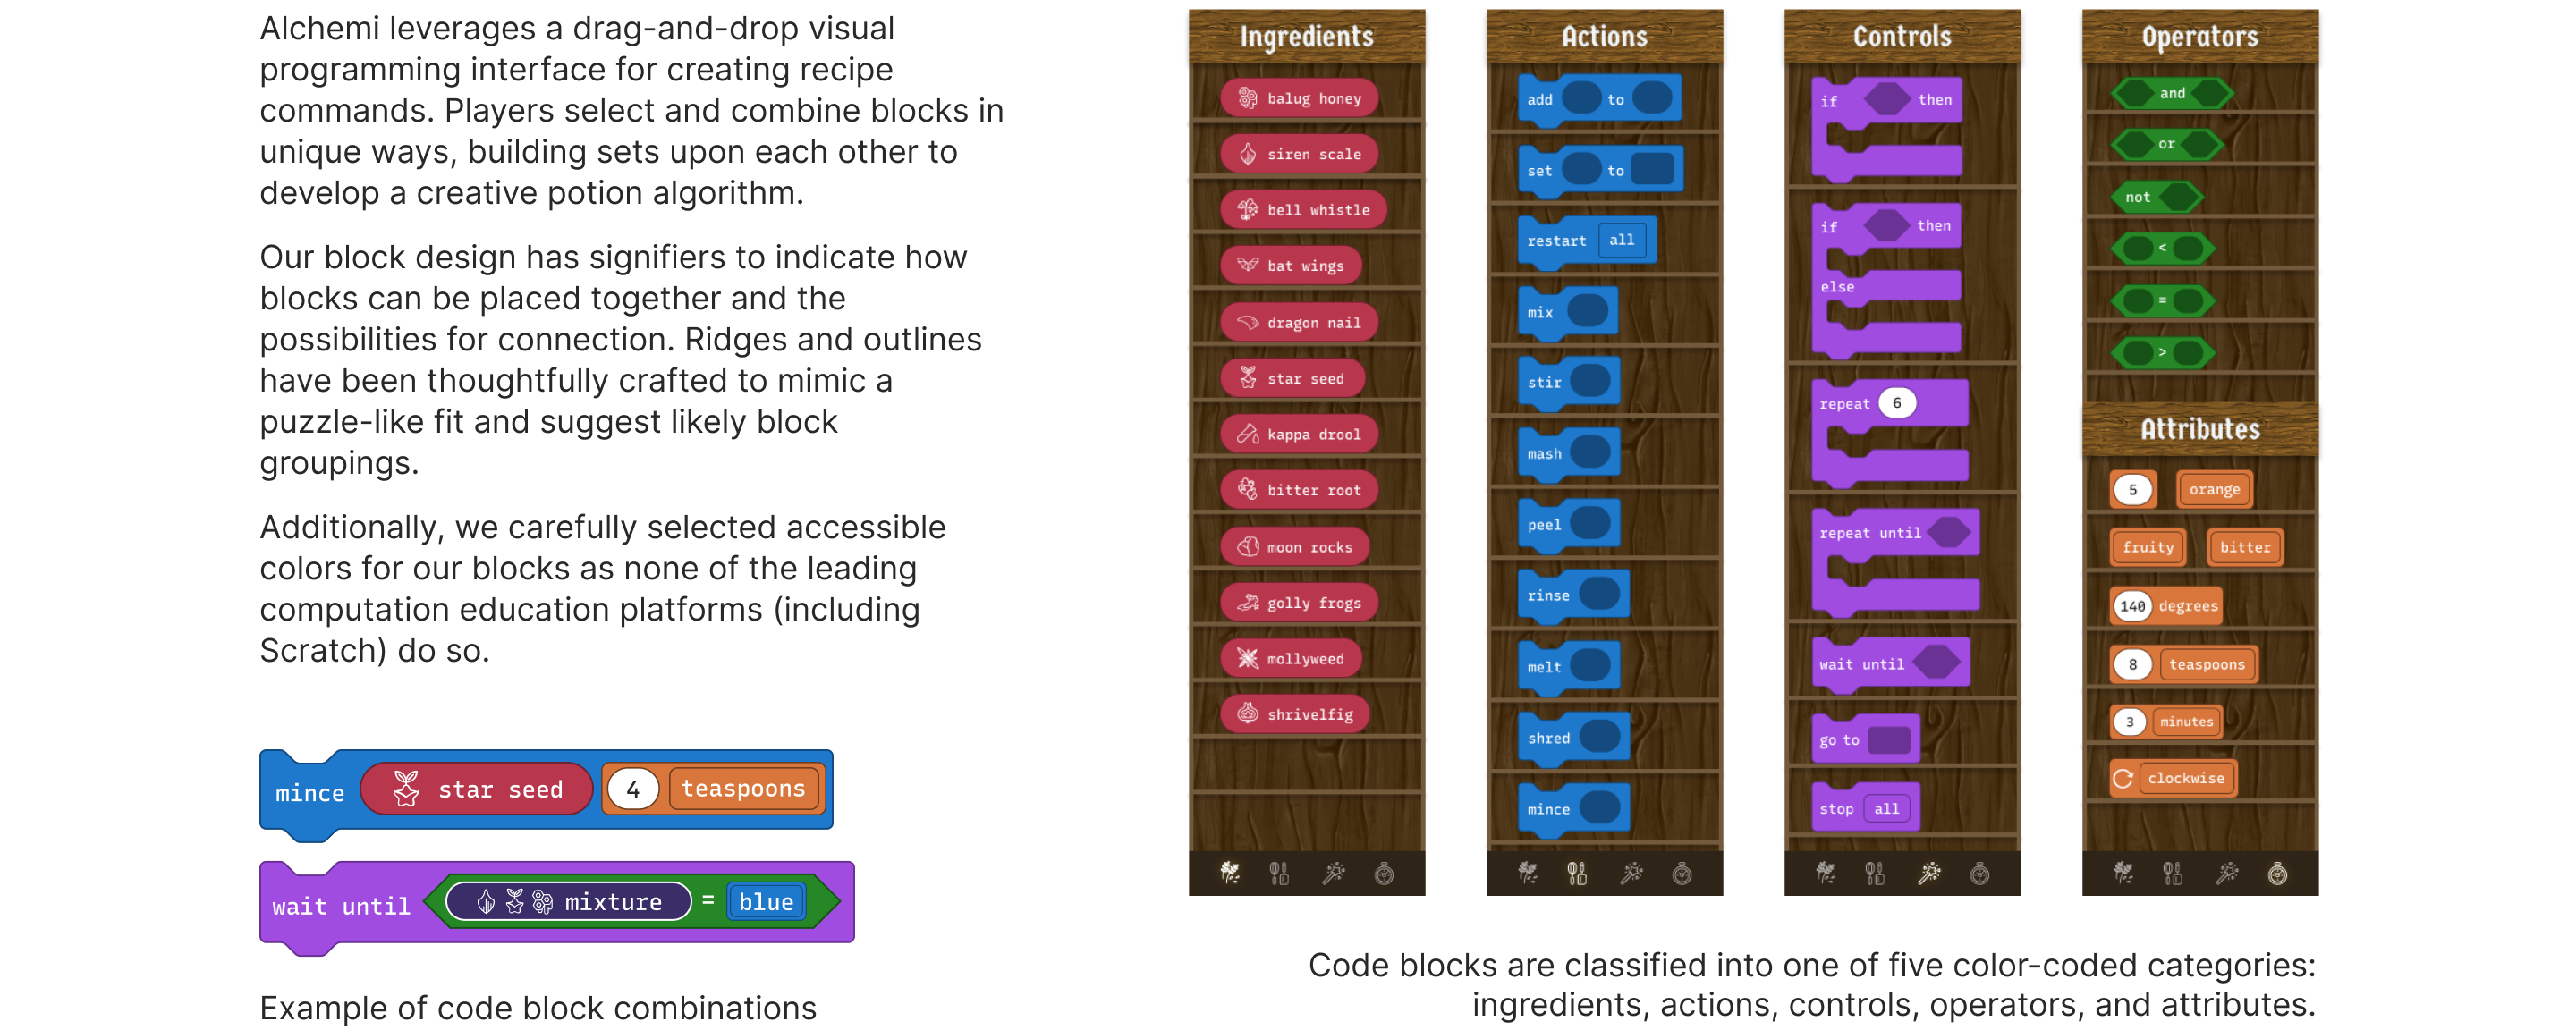 Alchemi leverages a drag-and-drop visual
programming interface for creating recipe
commands. Players select and combine blocks in
unique ways, building sets upon each other to
develop a creative potion algorithm.
Our block design has signifiers to indicate how
blocks can be placed together and the
possibilities for connection. Ridges and outlines
have been thoughtfully crafted to mimic a
puzzle-like fit and suggest likely block
groupings.
Additionally, we carefully selected accessible
colors for our blocks as none of the leading
computation education platforms (including
Scratch) do so.
mince star seed 4 teaspoons
wait until mixture = blue
Example of code block combinations
Ingredients
balug honey
siren scale
bell whistle
bat wings
dragon nail
star seed
kappa drool
bitter root
moon rocks
golly frogs
mollyweed
shrivelfig
Actions
add to
set to
restart all
mix
stir
mash
peel
rinse
melt
shred
mince
Controls
if then
if then
else
repeat 6
repeat until
wait until
go to
stop all
Operators
and
or
not
<
=
>
Attributes
5 orange
fruity bitter
140 degrees
8 teaspoons
3 minutes
clockwise
Code blocks are classified into one of five color-coded categories:
ingredients, actions, controls, operators, and attributes.